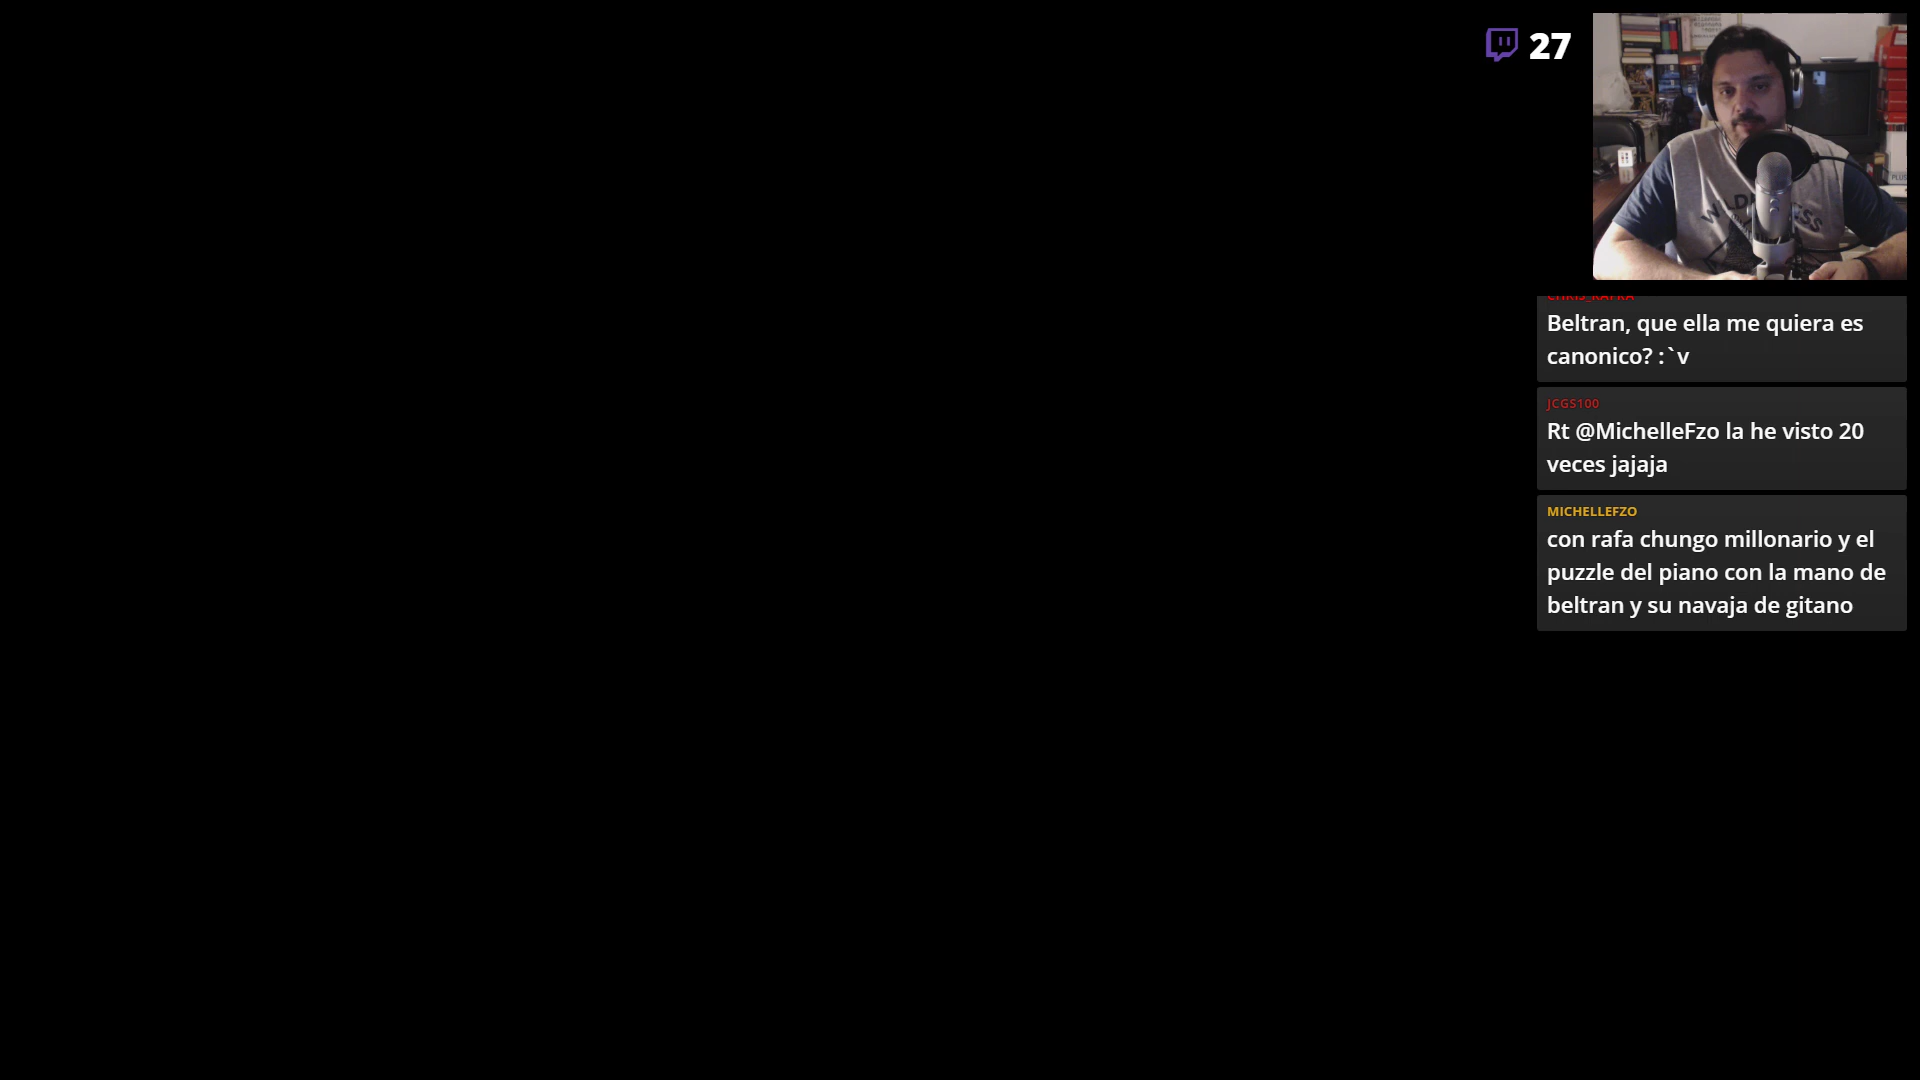 27
CHRIS_KAFKA
Beltran, que ella me quiera es
canonico? :`v
JCGS100
Rt @MichelleFzo la he visto 20
veces jajaja
MICHELLEFZO
con rafa chungo millonario y el
puzzle del piano con la mano de
beltran y su navaja de gitano